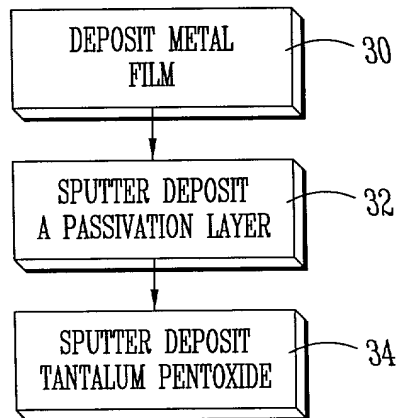 DEPOSIT METAL
FILM
30
SPUTTER DEPOSIT
A PASSIVATION LAYER
32
SPUTTER DEPOSIT
TANTALUM PENTOXIDE
34